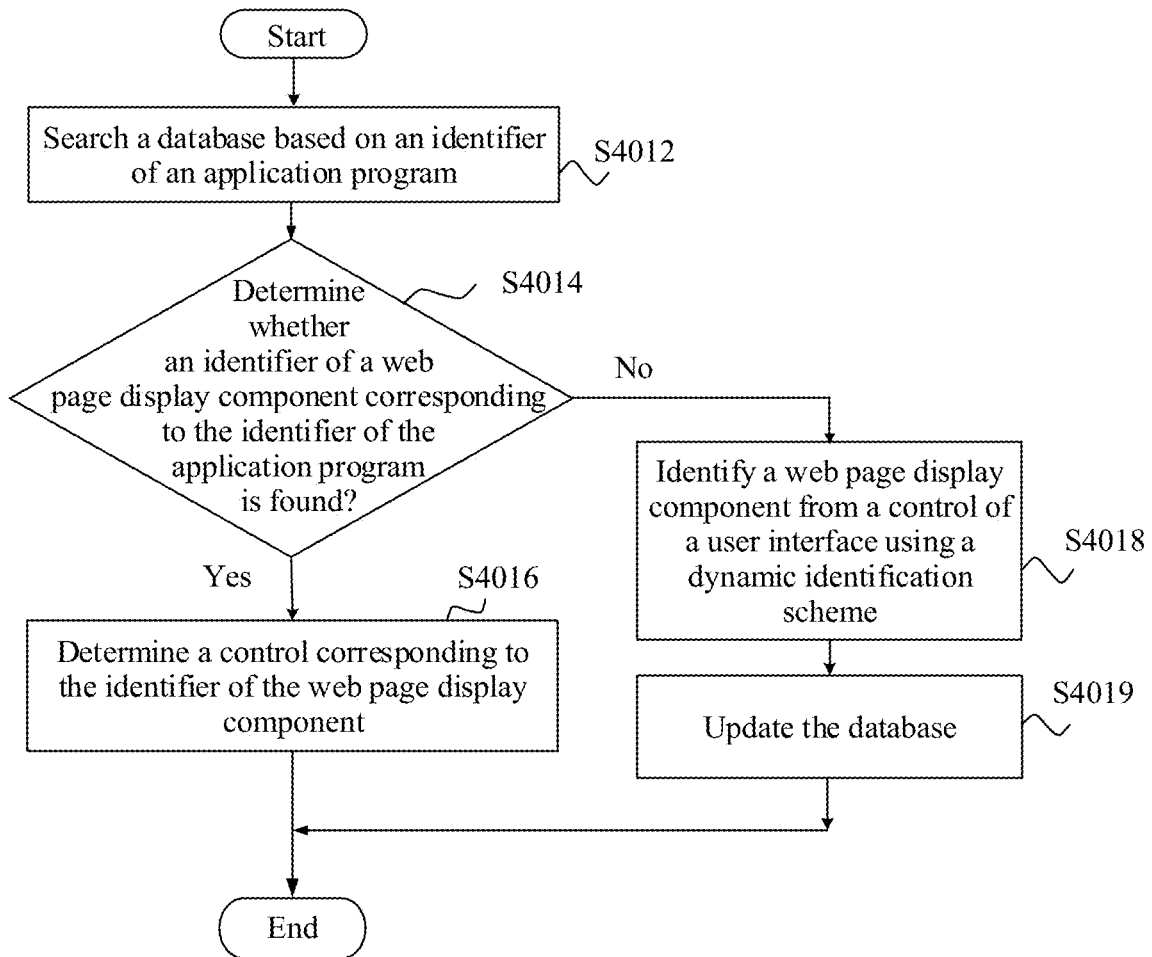 Start
Search a database based on an identifier
of an application program
S4012
Determine
whether
an identifier of a web
page display component corresponding
to the identifier of the
application program
is found?
S4014
No
Yes
Identify a web page display
component from a control of
a user interface using a
dynamic identification
scheme
S4018
S4016
Determine a control corresponding to
the identifier of the web page display
component
Update the database
S4019
End